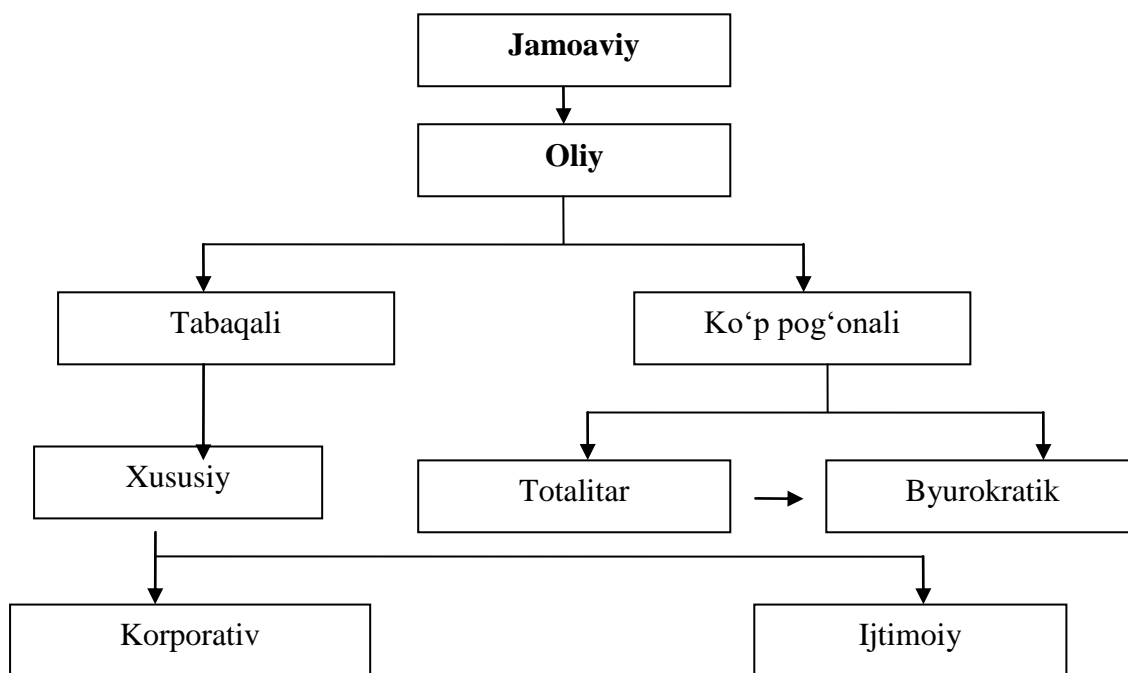 Jamoaviy
Oliy
Tabaqali
Ko‘p pog‘onali
Xususiy
Totalitar
Byurokratik
Korporativ
Ijtimoiy